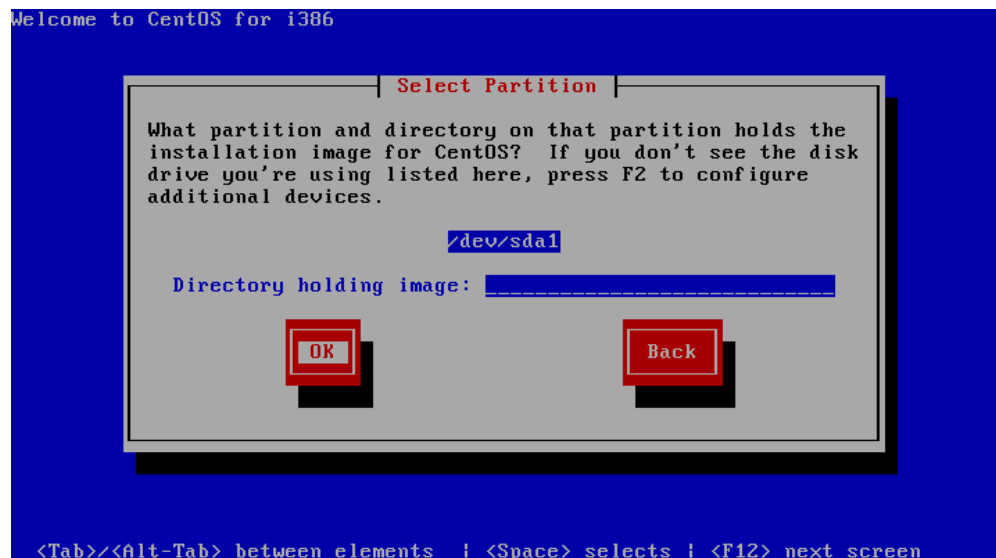 Welcome to CentOS for i386
Select Partition
What partition and directory on that partition holds the
installation image for CentOS?  If you don't see the disk
drive you're using listed here, press F2 to configure
additional devices.
/dev/sda1
Directory holding image: ____________________________
OK Back
<Tab>/<Alt-Tab> between elements  | <Space> selects | <F12> next screen